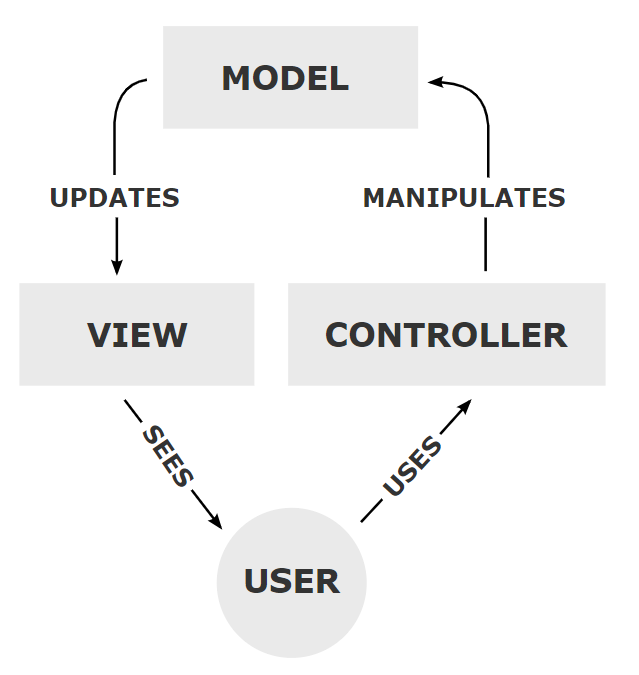 MODEL
UPDATES
MANIPULATES
VIEW
CONTROLLER
SEES
USES
USER